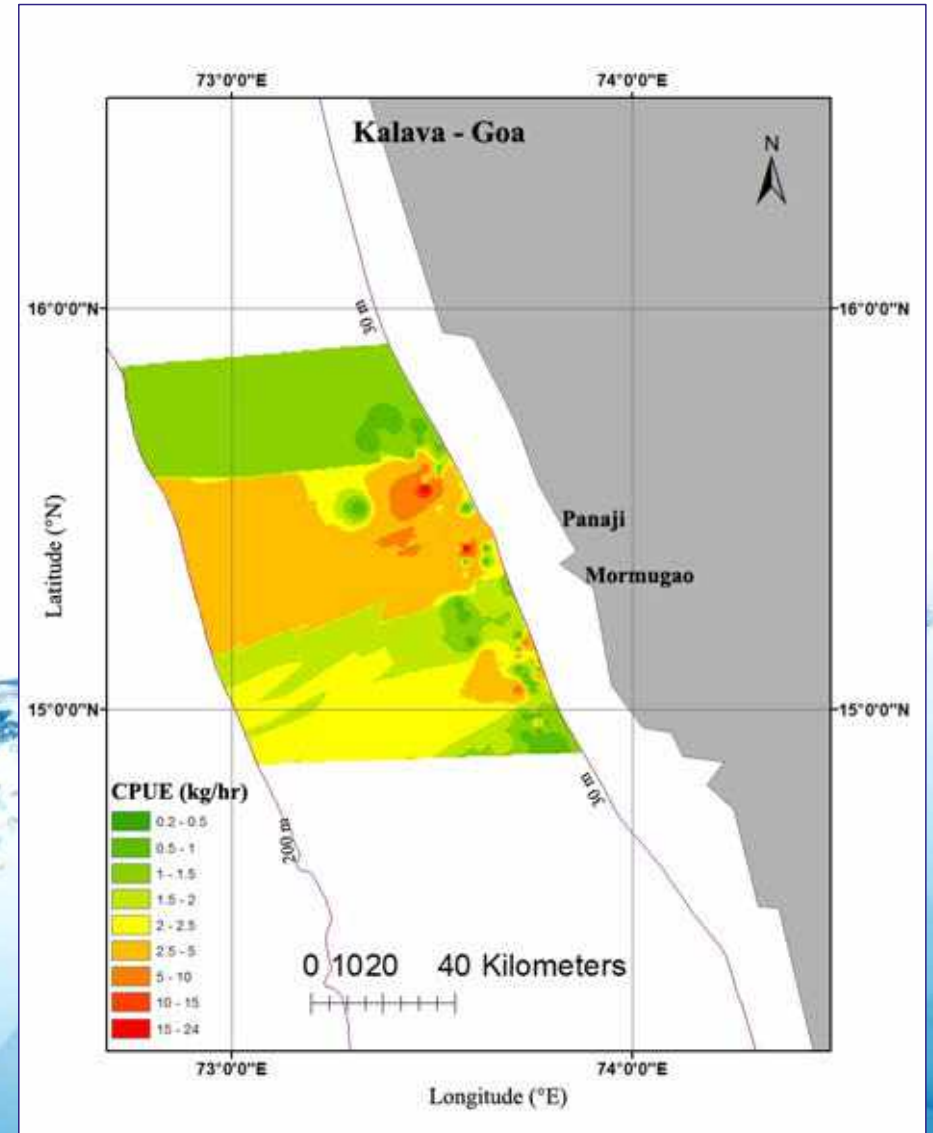 73°0'0"E 74°0'0"E
Kalava - Goa
N
16°0'0"N 16°0'0"N
30 m
Panaji
Mormugao
Latitude (°N)
15°0'0"N 15°0'0"N
CPUE (kg/hr)
0.2 - 0.5
0.5 - 1
1 - 1.5
1.5 - 2
2 - 2.5
2.5 - 5
5 - 10
10 - 15
15 - 24
200 m
30 m
0 1020 40 Kilometers
73°0'0"E 74°0'0"E
Longitude (°E)